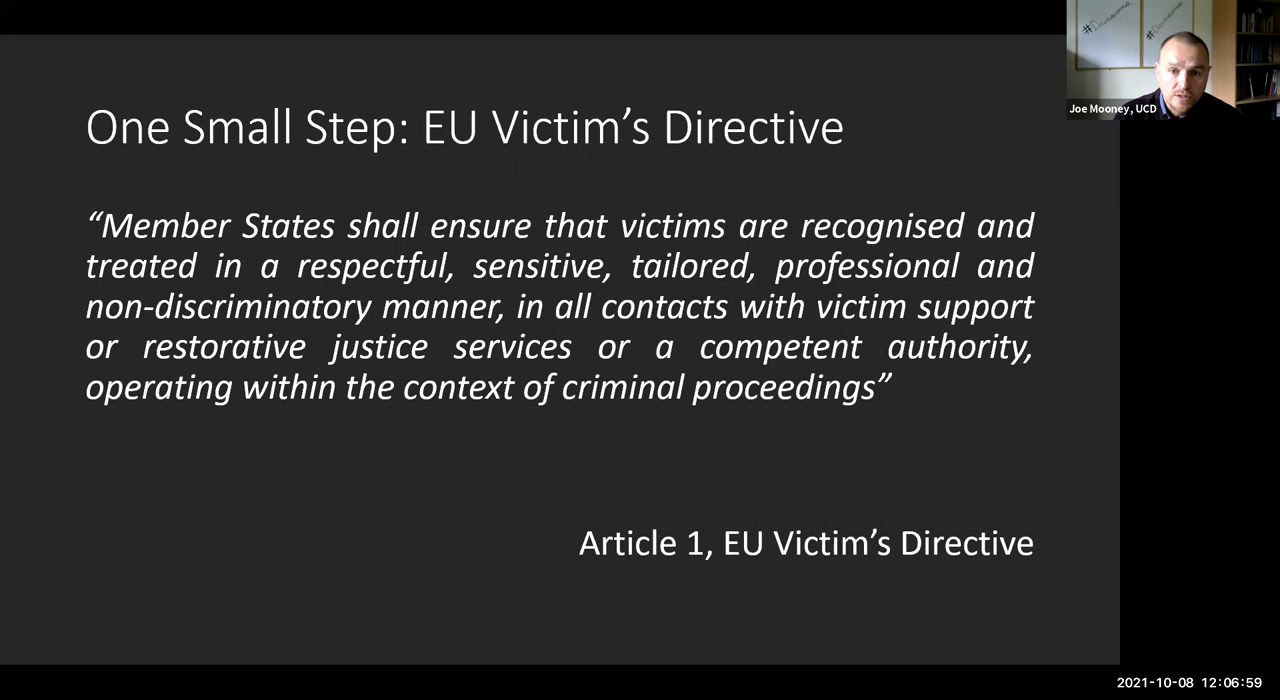 One Small Step: EU Victim’s Directive
“Member States shall ensure that victims are recognised and
treated in a respectful, sensitive, tailored, professional and
non-discriminatory manner, in all contacts with victim support
or restorative justice services or a competent authority,
operating within the context of criminal proceedings”
Article 1, EU Victim’s Directive
Joe Mooney, UCD
2021-10-08 12:06:59